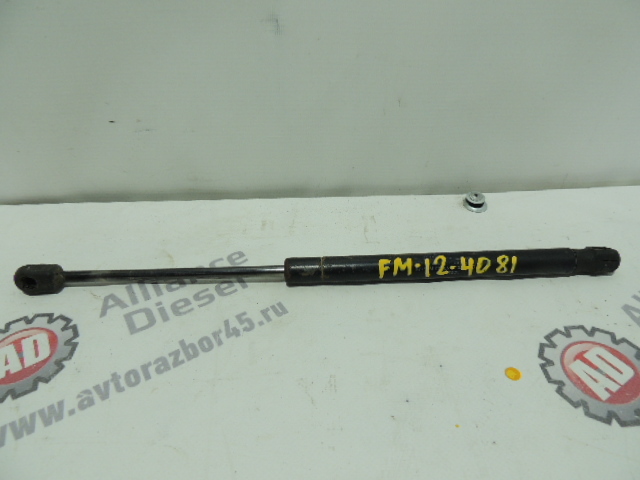 FM-12-4081
Alliance
Diesel
www.avtorazbor45.ru
AD
AD